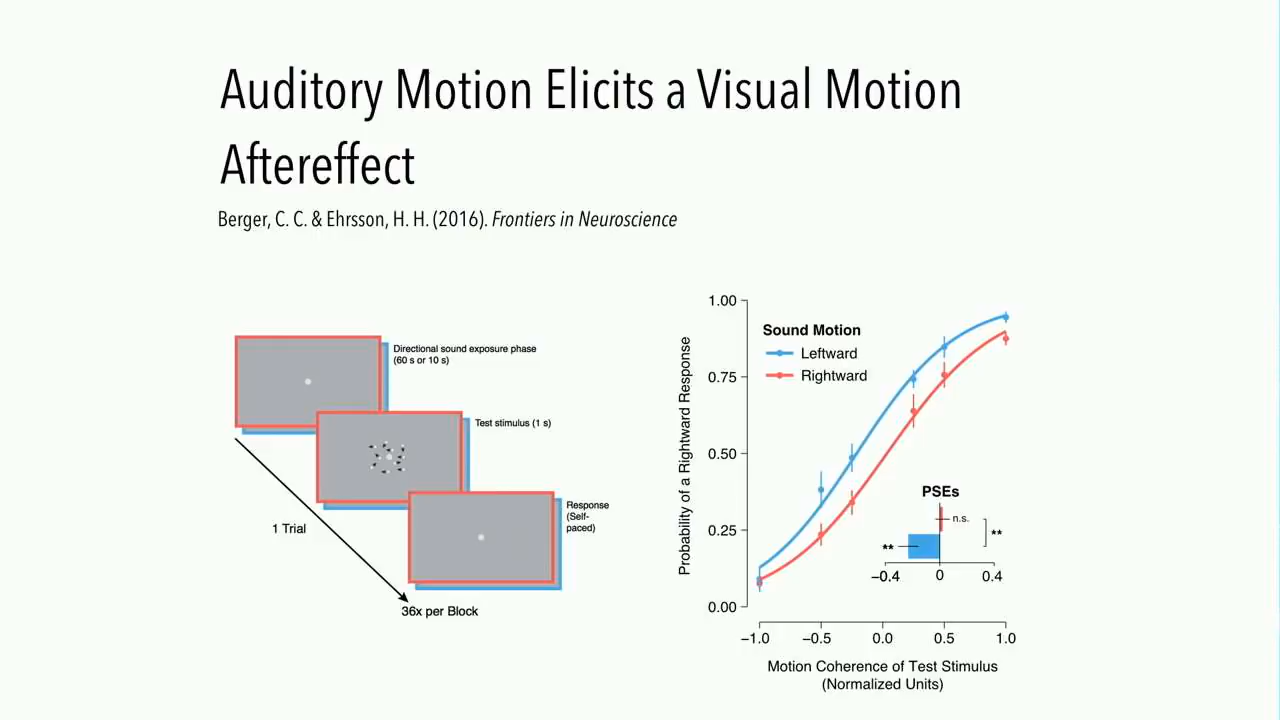 Auditory Motion Elicits a Visual Motion
Aftereffect
Berger, C. C. & Ehrsson, H. H. (2016). Frontiers in Neuroscience
Directional sound exposure phase
(60 s or 10 s)
Test stimulus (1 s)
Response
(Self-
paced)
1 Trial
36x per Block
Probability of a Rightward Response
1.00
0.75
0.50
0.25
0.00
Sound Motion
Leftward
Rightward
PSEs
n.s.
**
**
−0.4 0 0.4
−1.0 −0.5 0.0 0.5 1.0
Motion Coherence of Test Stimulus
(Normalized Units)